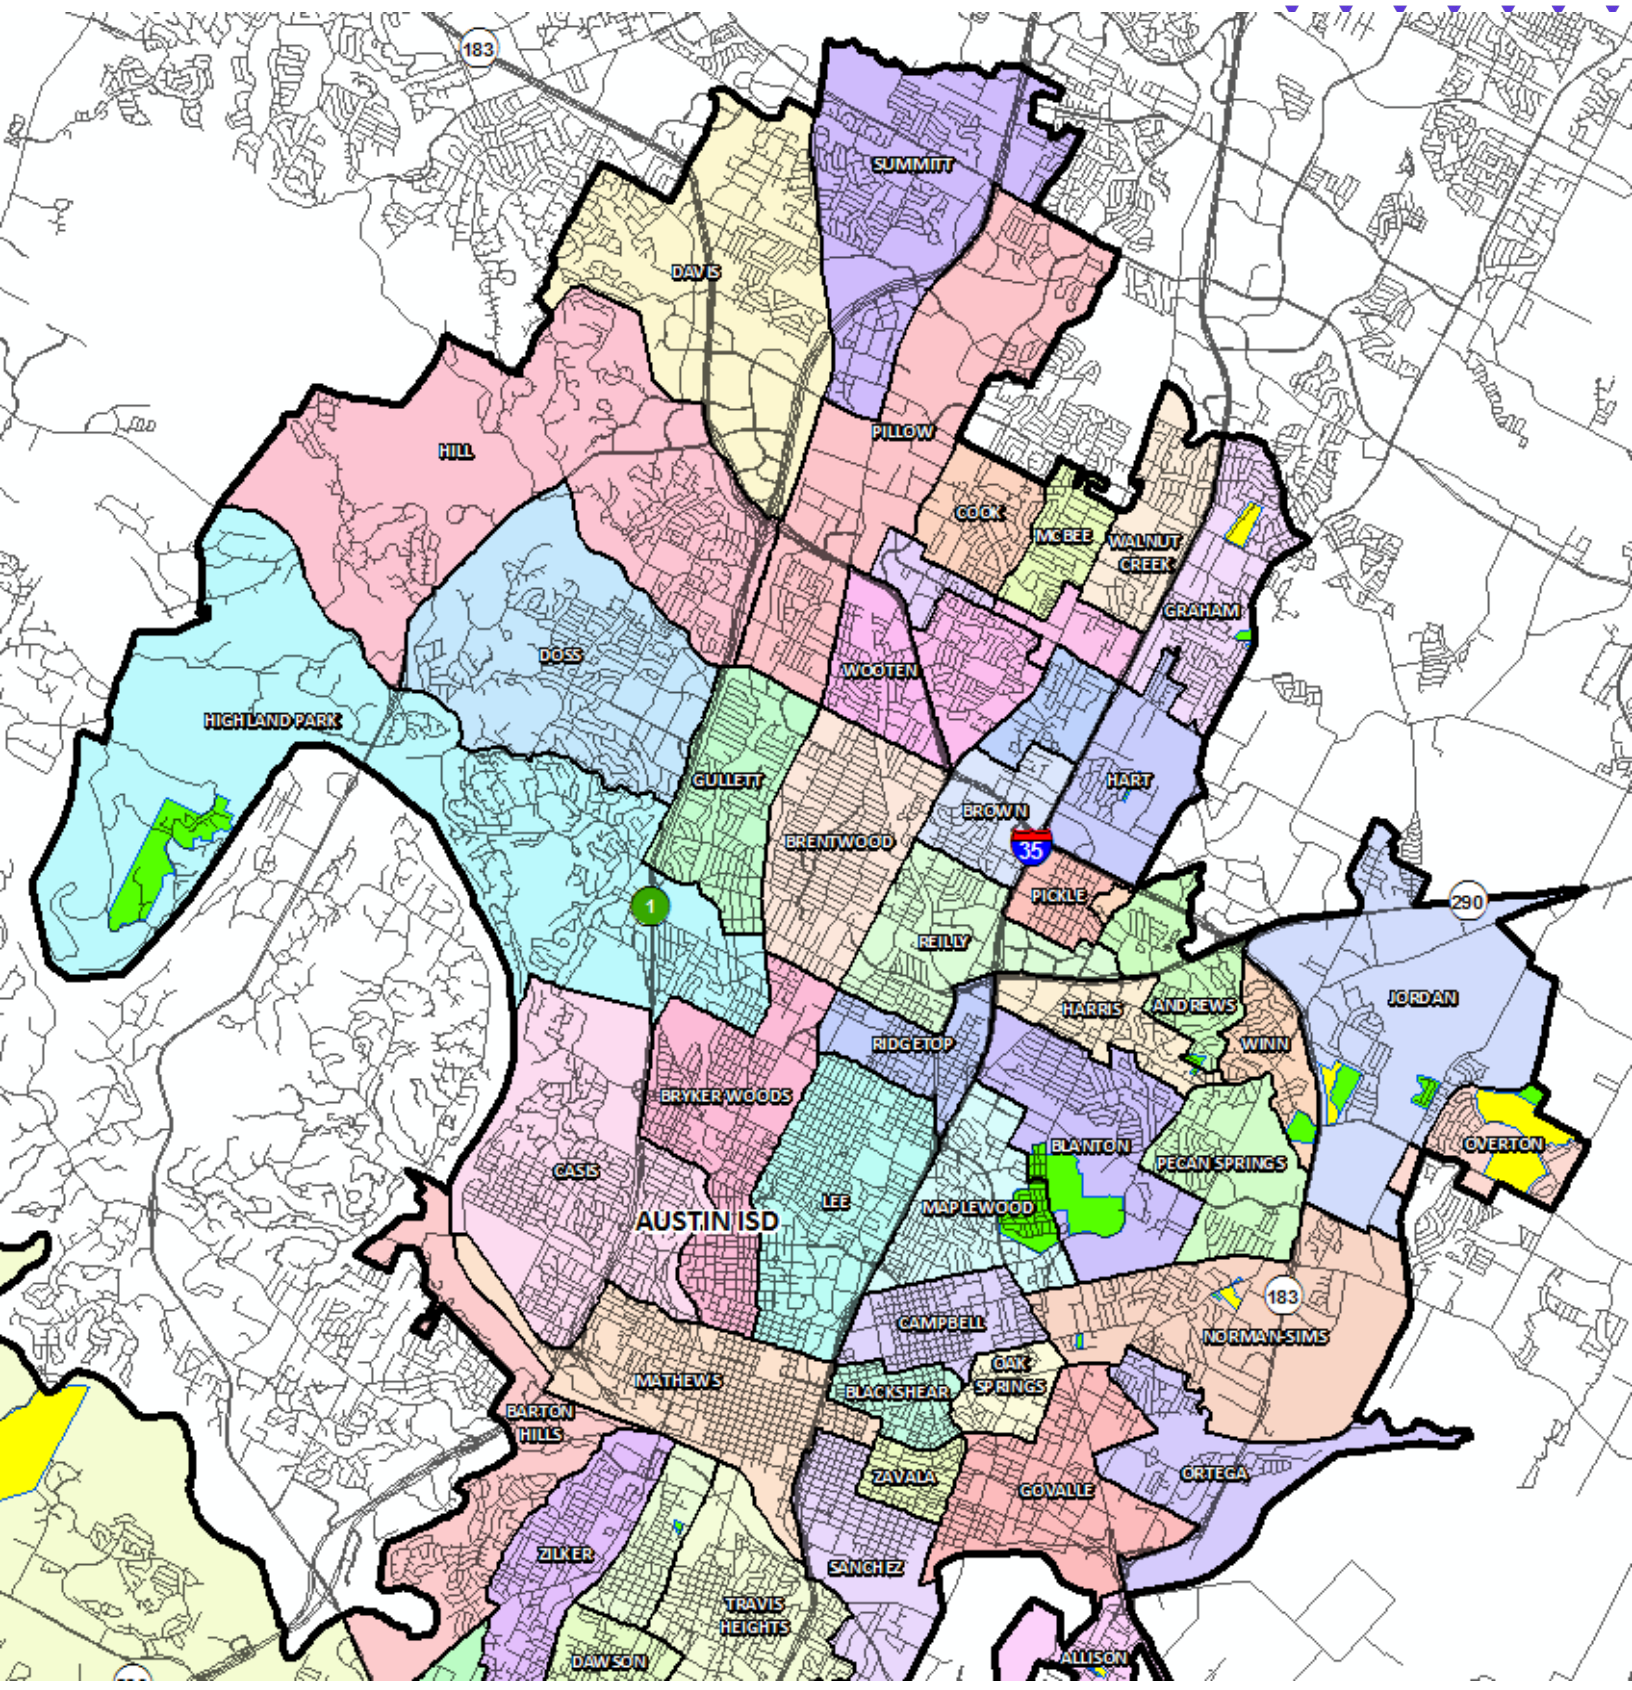 183
SUMMITT
DAVIS
PILLOW
HILL
COOK
MCBEE
WALNUT
CREEK
GRAHAM
DOSS
WOOTEN
HIGHLAND PARK
GULLETT
HART
BROWN
BRENTWOOD
35
PICKLE
1
290
REILLY
JORDAN
HARRIS
ANDREWS
RIDGETOP
WINN
BRYKER WOODS
BLANTON
OVERTON
CASIS
PECAN SPRINGS
LEE
MAPLEWOOD
AUSTIN ISD
183
CAMPBELL
NORMAN-SIMS
OAK
SPRINGS
MATHEWS
BLACKSHEAR
BARTON
HILLS
ZAVALA
ORTEGA
GOVALLE
ZILKER
SANCHEZ
TRAVIS
HEIGHTS
DAWSON
ALLISON